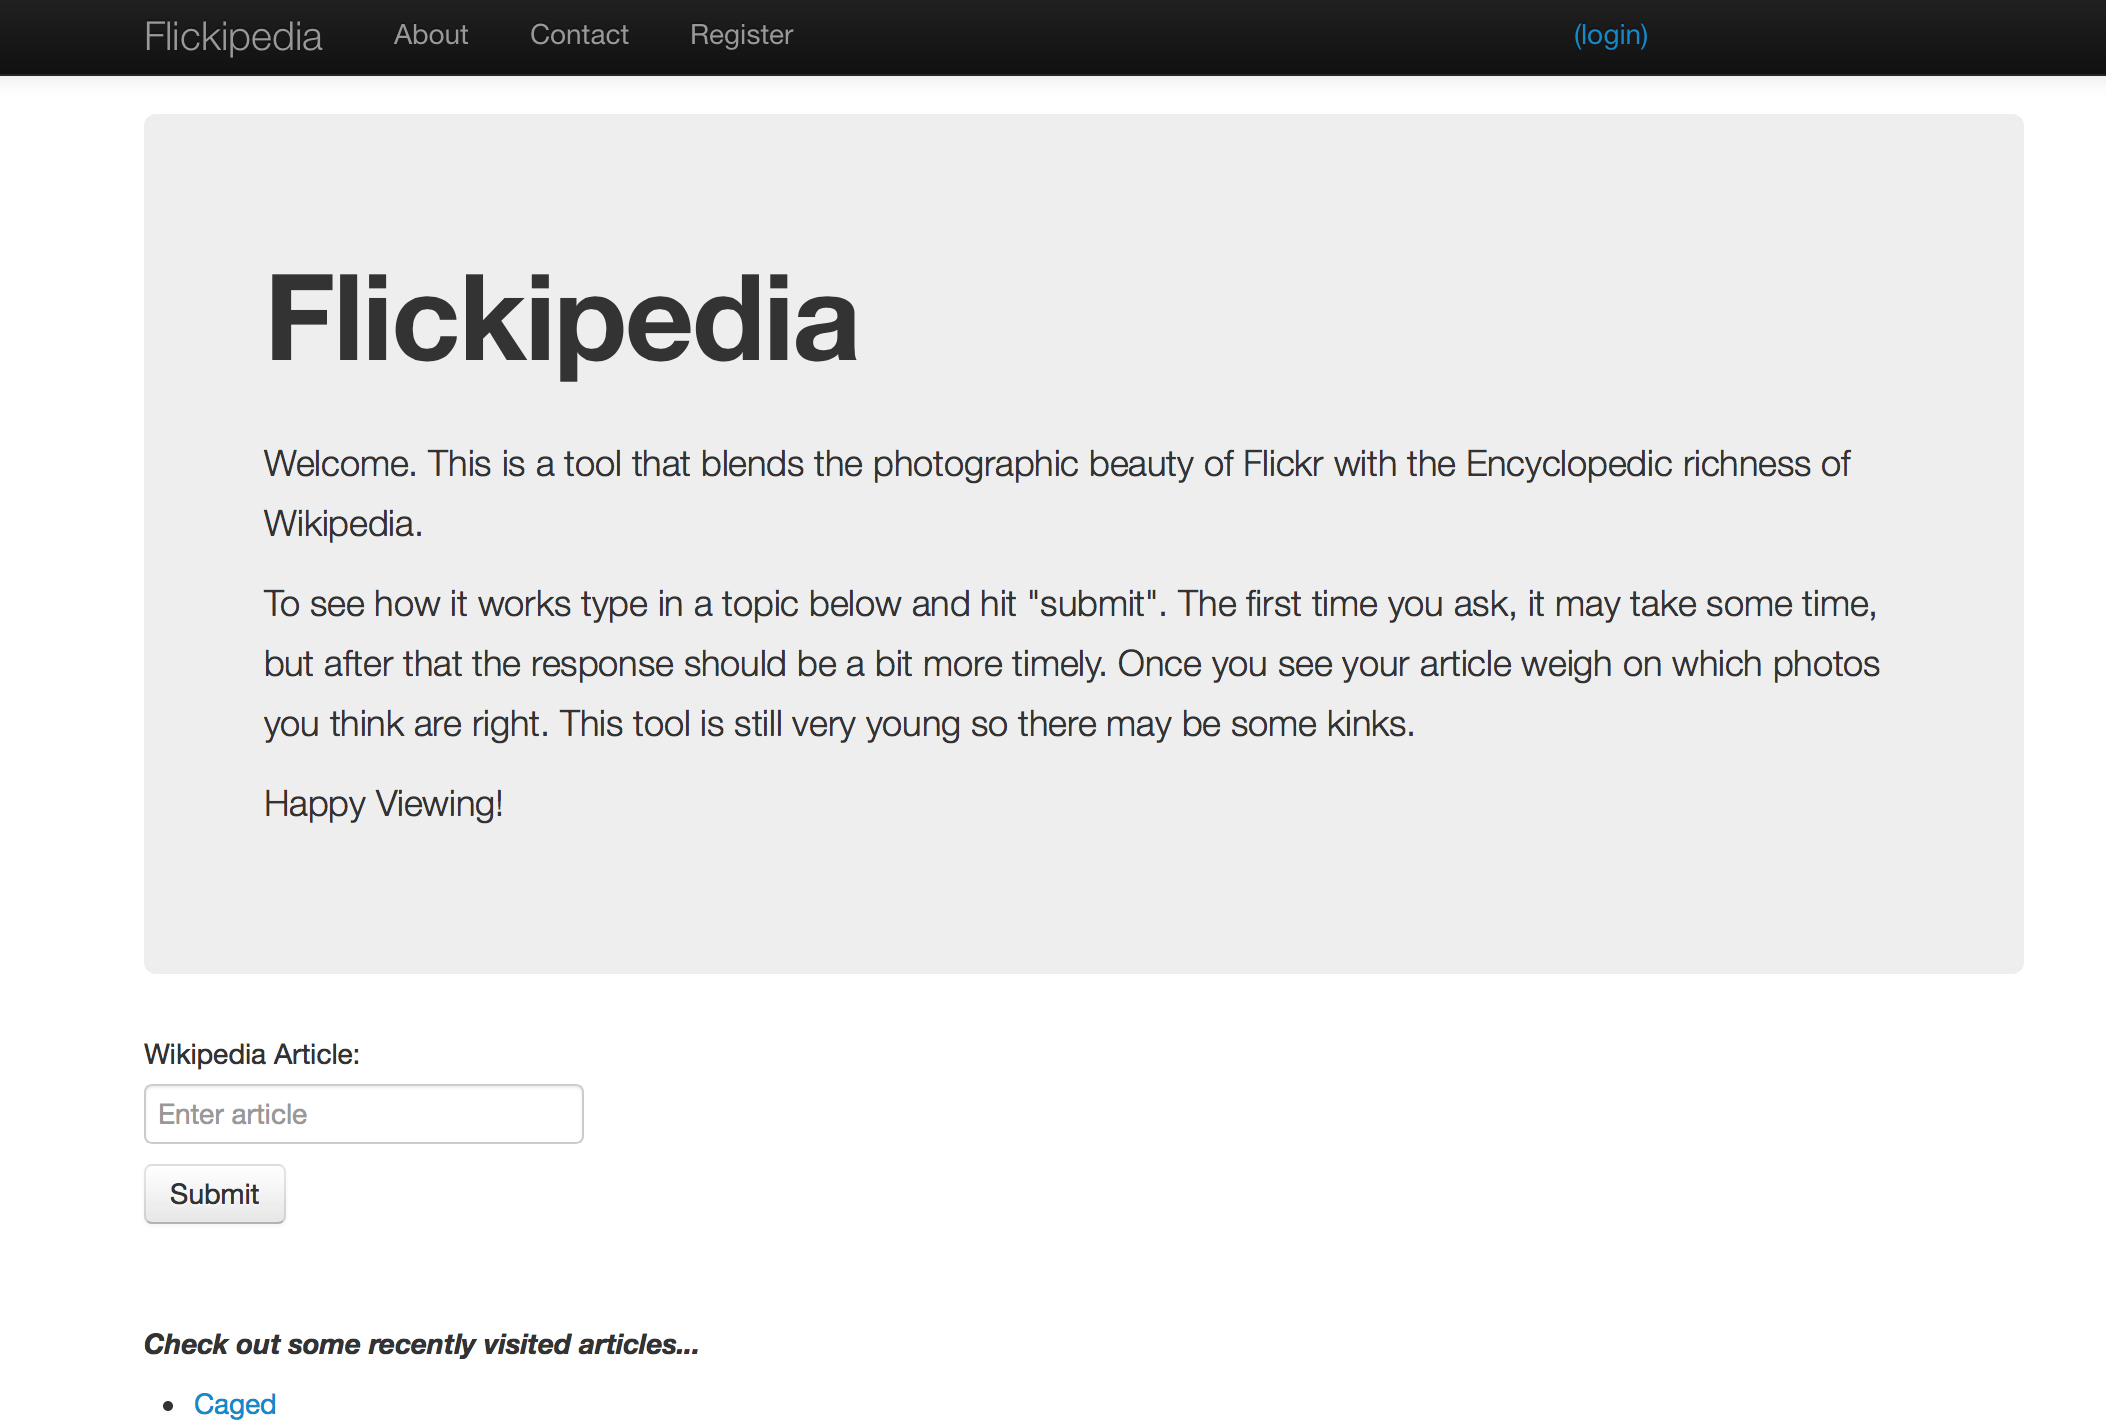 Flickipedia About Contact Register (login)
Flickipedia
Welcome. This is a tool that blends the photographic beauty of Flickr with the Encyclopedic richness of
Wikipedia.
To see how it works type in a topic below and hit "submit". The first time you ask, it may take some time,
but after that the response should be a bit more timely. Once you see your article weigh on which photos
you think are right. This tool is still very young so there may be some kinks.
Happy Viewing!
Wikipedia Article:
Enter article
Submit
Check out some recently visited articles...
Caged